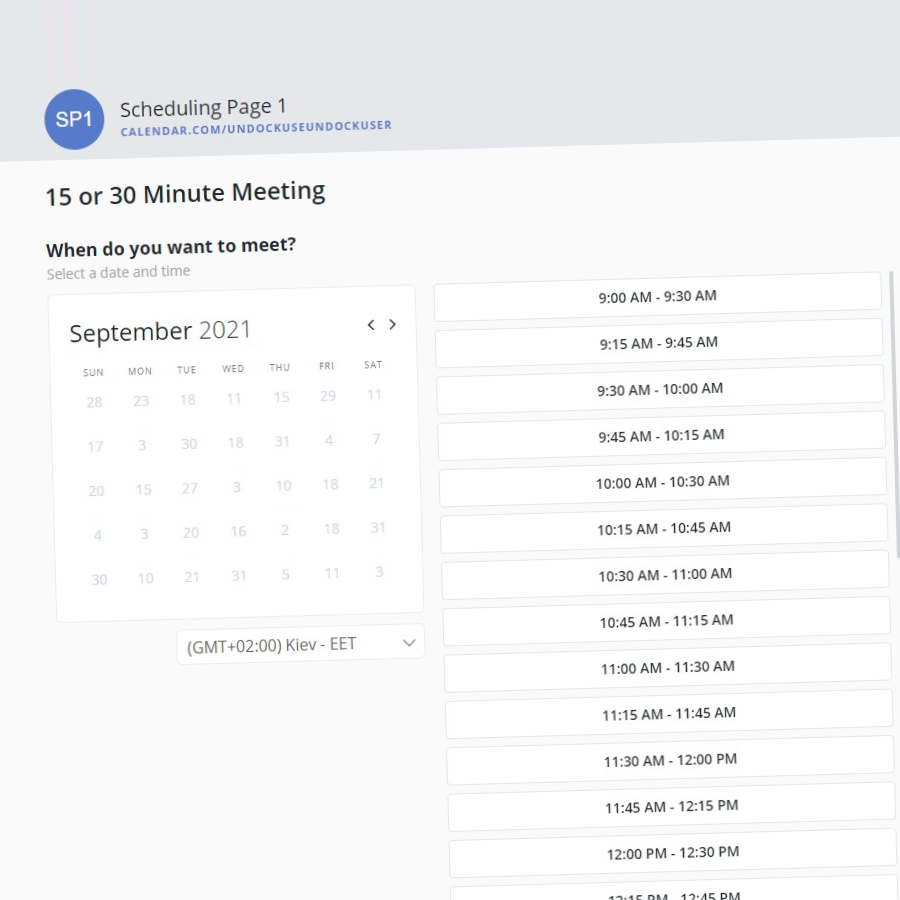 SP1
Scheduling Page 1
CALENDAR.COM/UNDOCKUSEUNDOCKUSER
15 or 30 Minute Meeting
When do you want to meet?
Select a date and time
September 2021
SUN MON TUE WED THU FRI SAT
28 23 18 11 15 29 11
17 3 30 18 31 4 7
20 15 27 3 10 18 21
4 3 20 16 2 18 31
30 10 21 31 5 11 3
(GMT+02:00) Kiev - EET
9:00 AM - 9:30 AM
9:15 AM - 9:45 AM
9:30 AM - 10:00 AM
9:45 AM - 10:15 AM
10:00 AM - 10:30 AM
10:15 AM - 10:45 AM
10:30 AM - 11:00 AM
10:45 AM - 11:15 AM
11:00 AM - 11:30 AM
11:15 AM - 11:45 AM
11:30 AM - 12:00 PM
11:45 AM - 12:15 PM
12:00 PM - 12:30 PM
12:15 PM - 12:45 PM